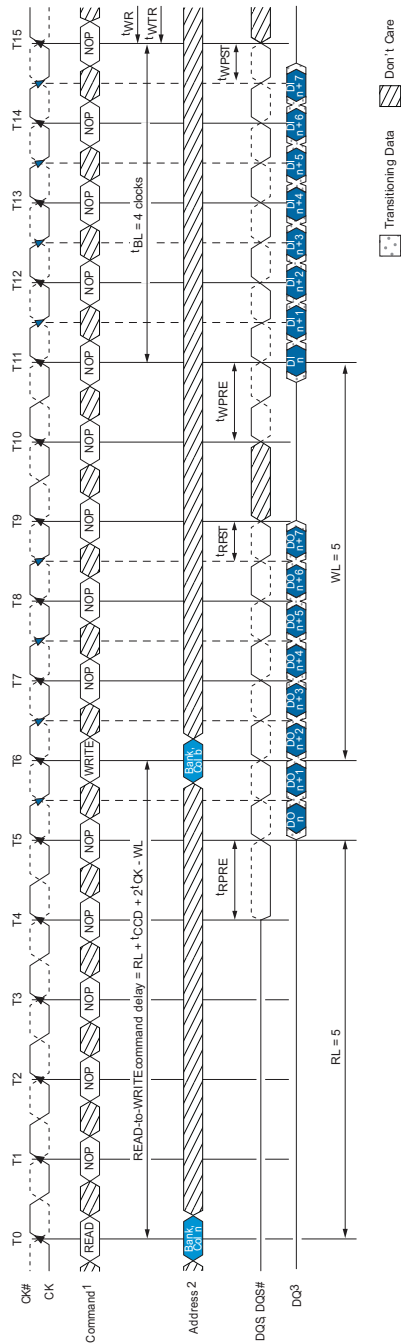 T0 T1 T2 T3 T4 T5 T6 T7 T8 T9 T10 T11 T12 T13 T14 T15
CK#
CK
Command1 READ NOP NOP NOP NOP NOP WRITE NOP NOP NOP NOP NOP NOP NOP NOP NOP
tWR
tWTR
READ-to-WRITE command delay = RL + tCCD + 2tCK - WL
tBL = 4 clocks
Address2 Bank, Col n Bank, Col b
tRPRE tRPST tWPRE tWPST
DQS, DQS#
DQ3 DO n DO n+1 DO n+2 DO n+3 DO n+4 DO n+5 DO n+6 DO n+7 DI n DI n+1 DI n+2 DI n+3 DI n+4 DI n+5 DI n+6 DI n+7
RL = 5 WL = 5
Transitioning Data Don't Care